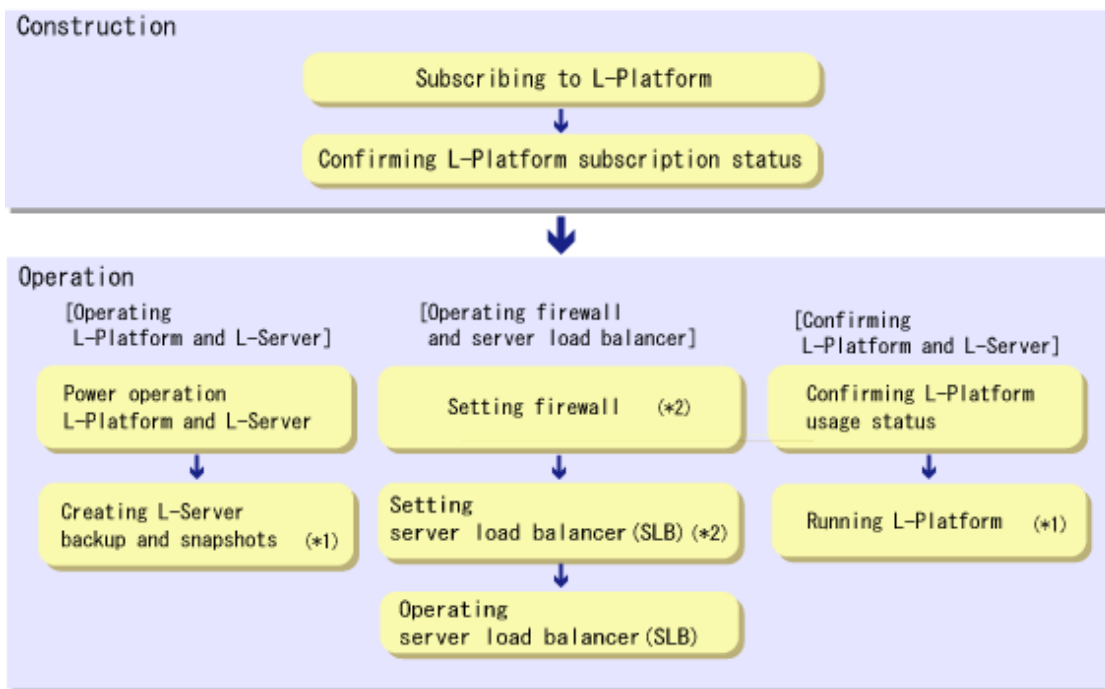 Construction
Subscribing to L-Platform
Confirming L-Platform subscription status
Operation
[Operating
L-Platform and L-Server]
Power operation
L-Platform and L-Server
Creating L-Server
backup and snapshots (*1)
[Operating firewall
and server load balancer]
Setting firewall (*2)
Setting
server load balancer(SLB)(*2)
Operating
server load balancer(SLB)
[Confirming
L-Platform and L-Server]
Confirming L-Platform
usage status
Running L-Platform (*1)